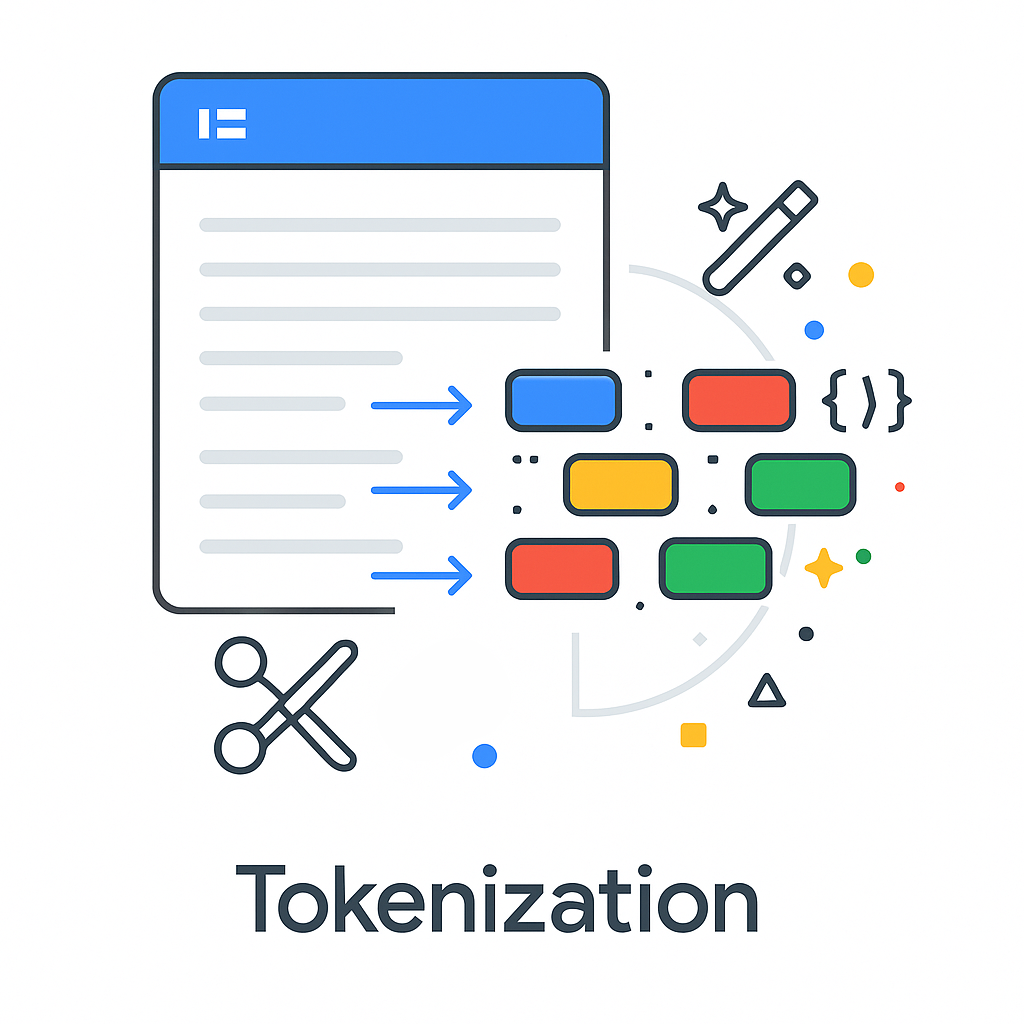 { ⟩ }
Tokenization